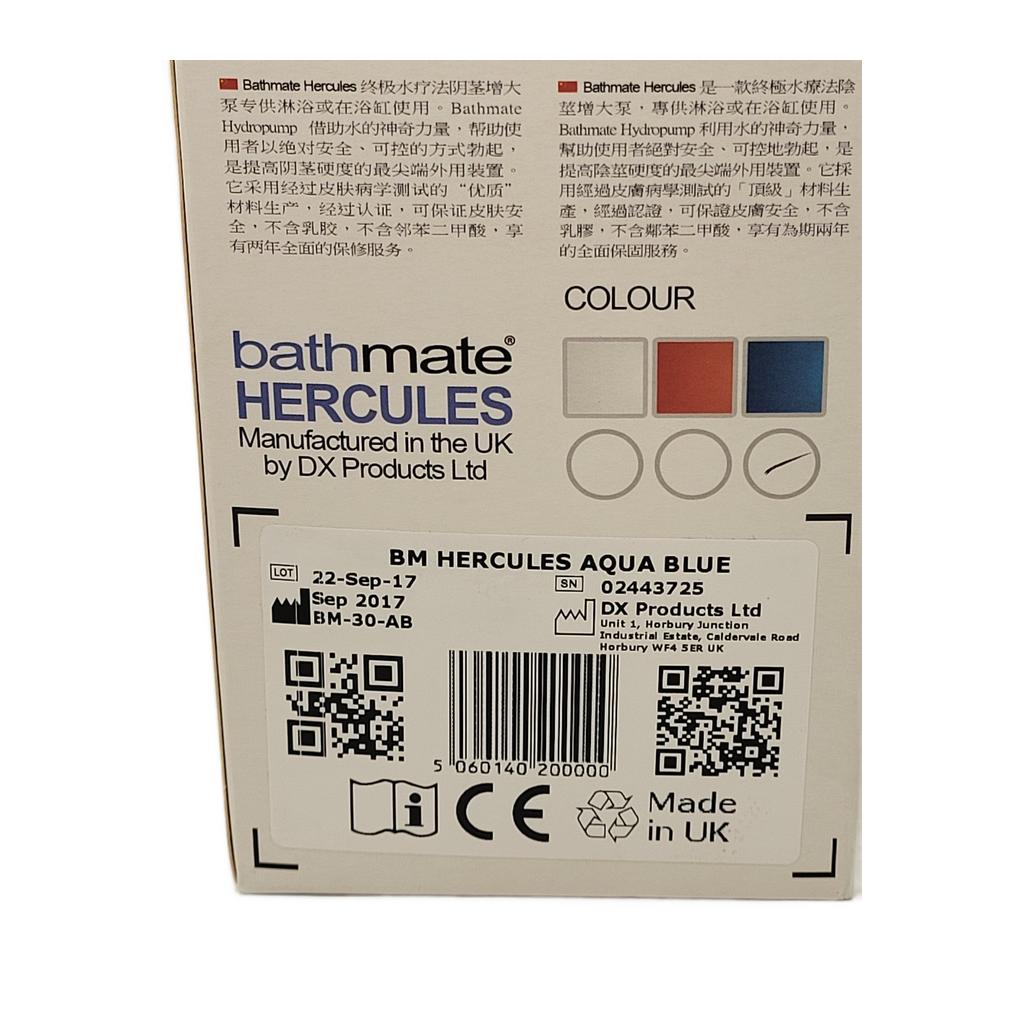 Bathmate Hercules 终极水疗法阴茎增大
泵专供淋浴或在浴缸使用。Bathmate
Hydropump 借助水的神奇力量，帮助使
用者以绝对安全、可控的方式勃起，
是提高阴茎硬度的最尖端外用装置。
它采用经过皮肤病学测试的“优质”
材料生产，经过认证，可保证皮肤安
全，不含乳胶，不含邻苯二甲酸，享
有两年全面的保修服务。
Bathmate Hercules 是一款終極水療法陰
莖增大泵，專供淋浴或在浴缸使用。
Bathmate Hydropump 利用水的神奇力量，
幫助使用者絕對安全、可控地勃起，是
提高陰莖硬度的最尖端外用裝置。它採
用經過皮膚病學測試的「頂級」材料生
產，經過認證，可保證皮膚安全，不含
乳膠，不含鄰苯二甲酸，享有為期兩年
的全面保固服務。
COLOUR
bathmate®
HERCULES
Manufactured in the UK
by DX Products Ltd
BM HERCULES AQUA BLUE
LOT 22-Sep-17
Sep 2017
BM-30-AB
SN 02443725
DX Products Ltd
Unit 1, Horbury Junction
Industrial Estate, Caldervale Road
Horbury WF4 5ER UK
5 060140 200000
CE
Made
in UK